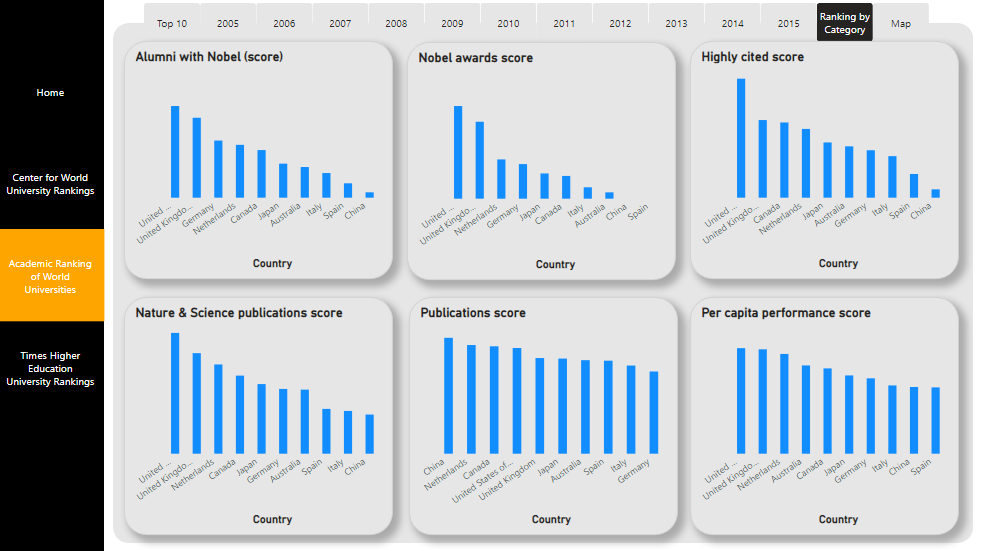 Top 10
2005
2006
2007
2008
2009
2010
2011
2012
2013
2014
2015
Ranking by
Category
Map
Home
Center for World
University Rankings
Academic Ranking
of World
Universities
Times Higher
Education
University Rankings
Alumni with Nobel (score)
United ...
United Kingdo...
Germany
Netherlands
Canada
Japan
Australia
Italy
Spain
China
Country
Nobel awards score
United ...
United Kingdo...
Netherlands
Germany
Japan
Canada
Italy
Australia
China
Spain
Country
Highly cited score
United ...
United Kingdo...
Canada
Netherlands
Japan
Australia
Germany
Italy
Spain
China
Country
Nature & Science publications score
United ...
United Kingdo...
Netherlands
Canada
Japan
Germany
Australia
Spain
Italy
China
Country
Publications score
China
Netherlands
Canada
United States of...
United Kingdom
Japan
Australia
Spain
Italy
Germany
Country
Per capita performance score
United ...
United Kingdo...
Netherlands
Australia
Canada
Japan
Germany
Italy
China
Spain
Country